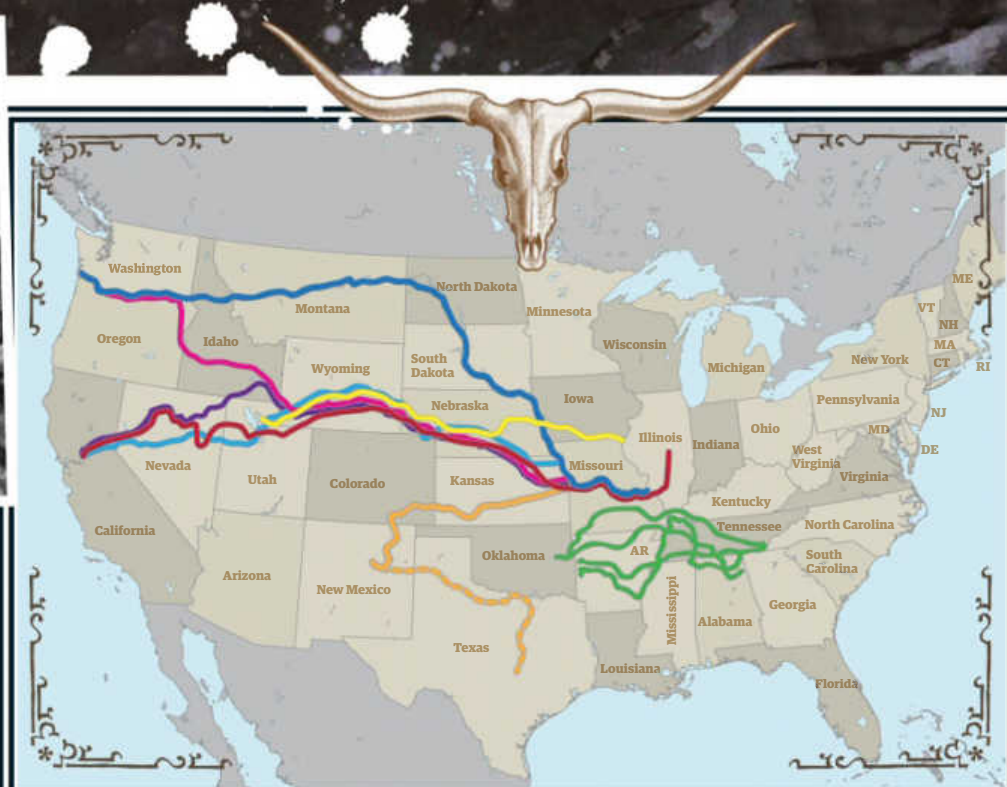 Washington
Montana
North Dakota
Minnesota
ME
VT
NH
MA
CT
RI
Oregon
Idaho
Wyoming
South
Dakota
Wisconsin
Michigan
New York
Nebraska
Iowa
Pennsylvania
NJ
Nevada
Utah
Colorado
Kansas
Missouri
Illinois
Indiana
Ohio
West
Virginia
MD
DE
Virginia
Kentucky
California
Arizona
New Mexico
Oklahoma
AR
Tennessee
North Carolina
South
Carolina
Texas
Louisiana
Mississippi
Alabama
Georgia
Florida